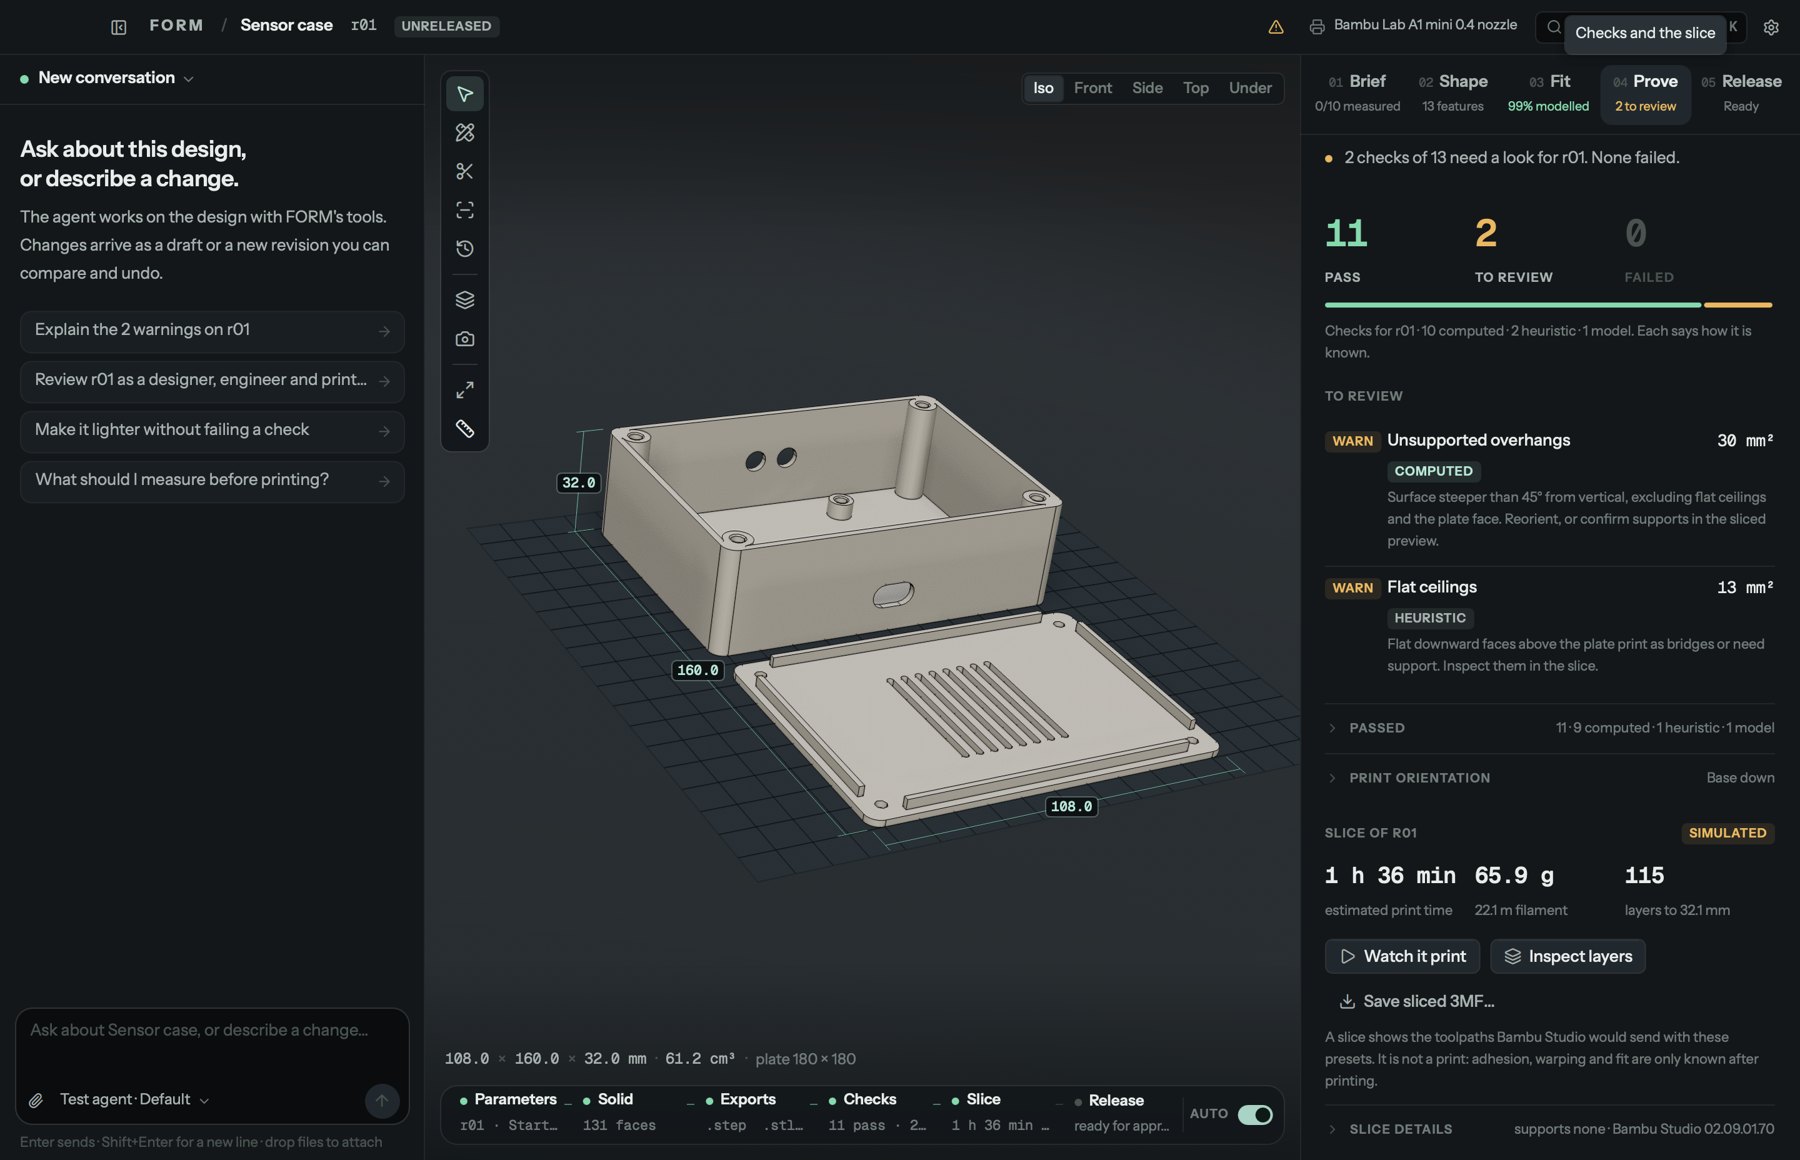 FORM / Sensor case r01 UNRELEASED
Bambu Lab A1 mini 0.4 nozzle
Checks and the slice
K
New conversation
Ask about this design,
or describe a change.
The agent works on the design with FORM's tools.
Changes arrive as a draft or a new revision you can
compare and undo.
Explain the 2 warnings on r01
Review r01 as a designer, engineer and print...
Make it lighter without failing a check
What should I measure before printing?
Ask about Sensor case, or describe a change...
Test agent · Default
Enter sends · Shift+Enter for a new line · drop files to attach
Iso Front Side Top Under
32.0
160.0
108.0
108.0 × 160.0 × 32.0 mm · 61.2 cm³ · plate 180 × 180
Parameters
r01 · Start...
Solid
131 faces
Exports
.step .stl...
Checks
11 pass · 2...
Slice
1 h 36 min ...
Release
ready for appr...
AUTO
01 Brief
0/10 measured
02 Shape
13 features
03 Fit
99% modelled
04 Prove
2 to review
05 Release
Ready
2 checks of 13 need a look for r01. None failed.
11 2 0
PASS TO REVIEW FAILED
Checks for r01 · 10 computed · 2 heuristic · 1 model. Each says how it is
known.
TO REVIEW
WARN Unsupported overhangs 30 mm²
COMPUTED
Surface steeper than 45° from vertical, excluding flat ceilings
and the plate face. Reorient, or confirm supports in the sliced
preview.
WARN Flat ceilings 13 mm²
HEURISTIC
Flat downward faces above the plate print as bridges or need
support. Inspect them in the slice.
PASSED 11 · 9 computed · 1 heuristic · 1 model
PRINT ORIENTATION Base down
SLICE OF R01 SIMULATED
1 h 36 min 65.9 g 115
estimated print time 22.1 m filament layers to 32.1 mm
Watch it print Inspect layers
Save sliced 3MF...
A slice shows the toolpaths Bambu Studio would send with these
presets. It is not a print: adhesion, warping and fit are only known after
printing.
SLICE DETAILS supports none · Bambu Studio 02.09.01.70